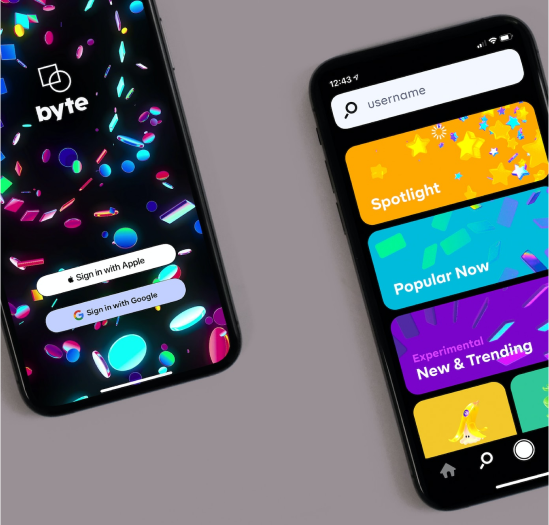 byte
Sign in with Apple
Sign in with Google
12:43
username
Spotlight
Popular Now
Experimental
New & Trending